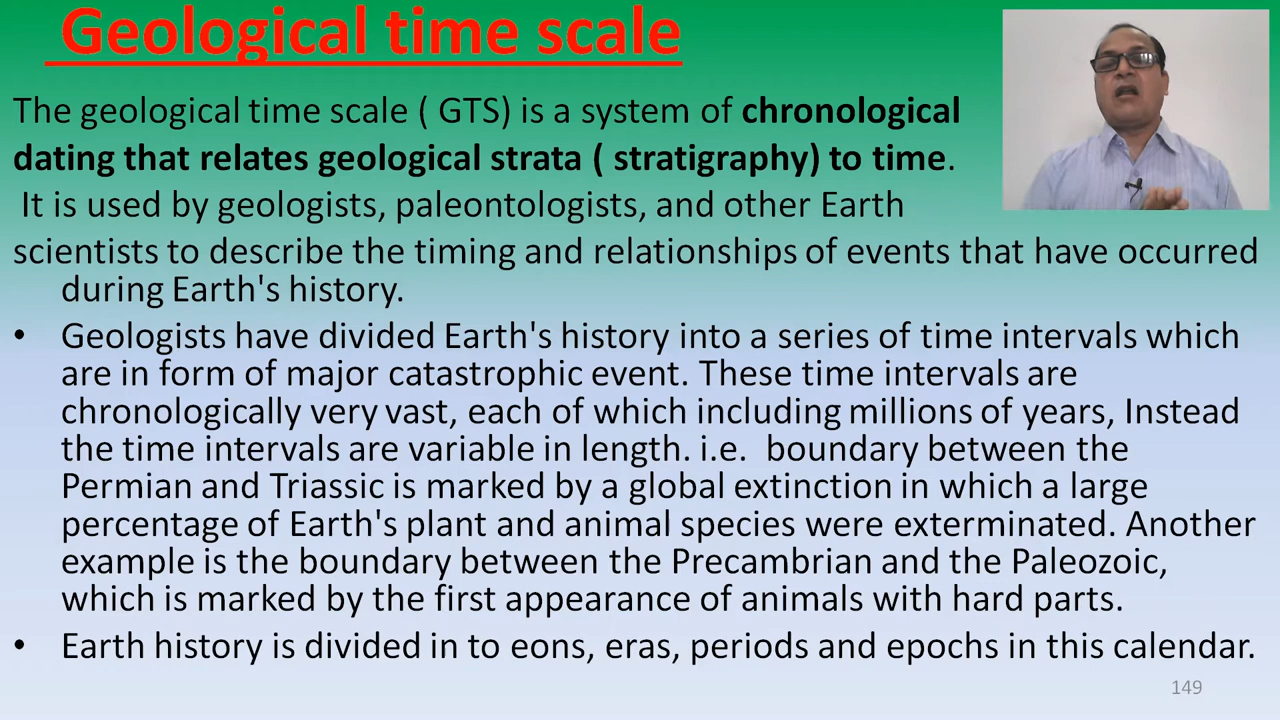 Geological time scale
The geological time scale ( GTS) is a system of chronological
dating that relates geological strata ( stratigraphy) to time.
It is used by geologists, paleontologists, and other Earth
scientists to describe the timing and relationships of events that have occurred
during Earth's history.
• Geologists have divided Earth's history into a series of time intervals which
are in form of major catastrophic event. These time intervals are
chronologically very vast, each of which including millions of years, Instead
the time intervals are variable in length. i.e. boundary between the
Permian and Triassic is marked by a global extinction in which a large
percentage of Earth's plant and animal species were exterminated. Another
example is the boundary between the Precambrian and the Paleozoic,
which is marked by the first appearance of animals with hard parts.
• Earth history is divided in to eons, eras, periods and epochs in this calendar.
149